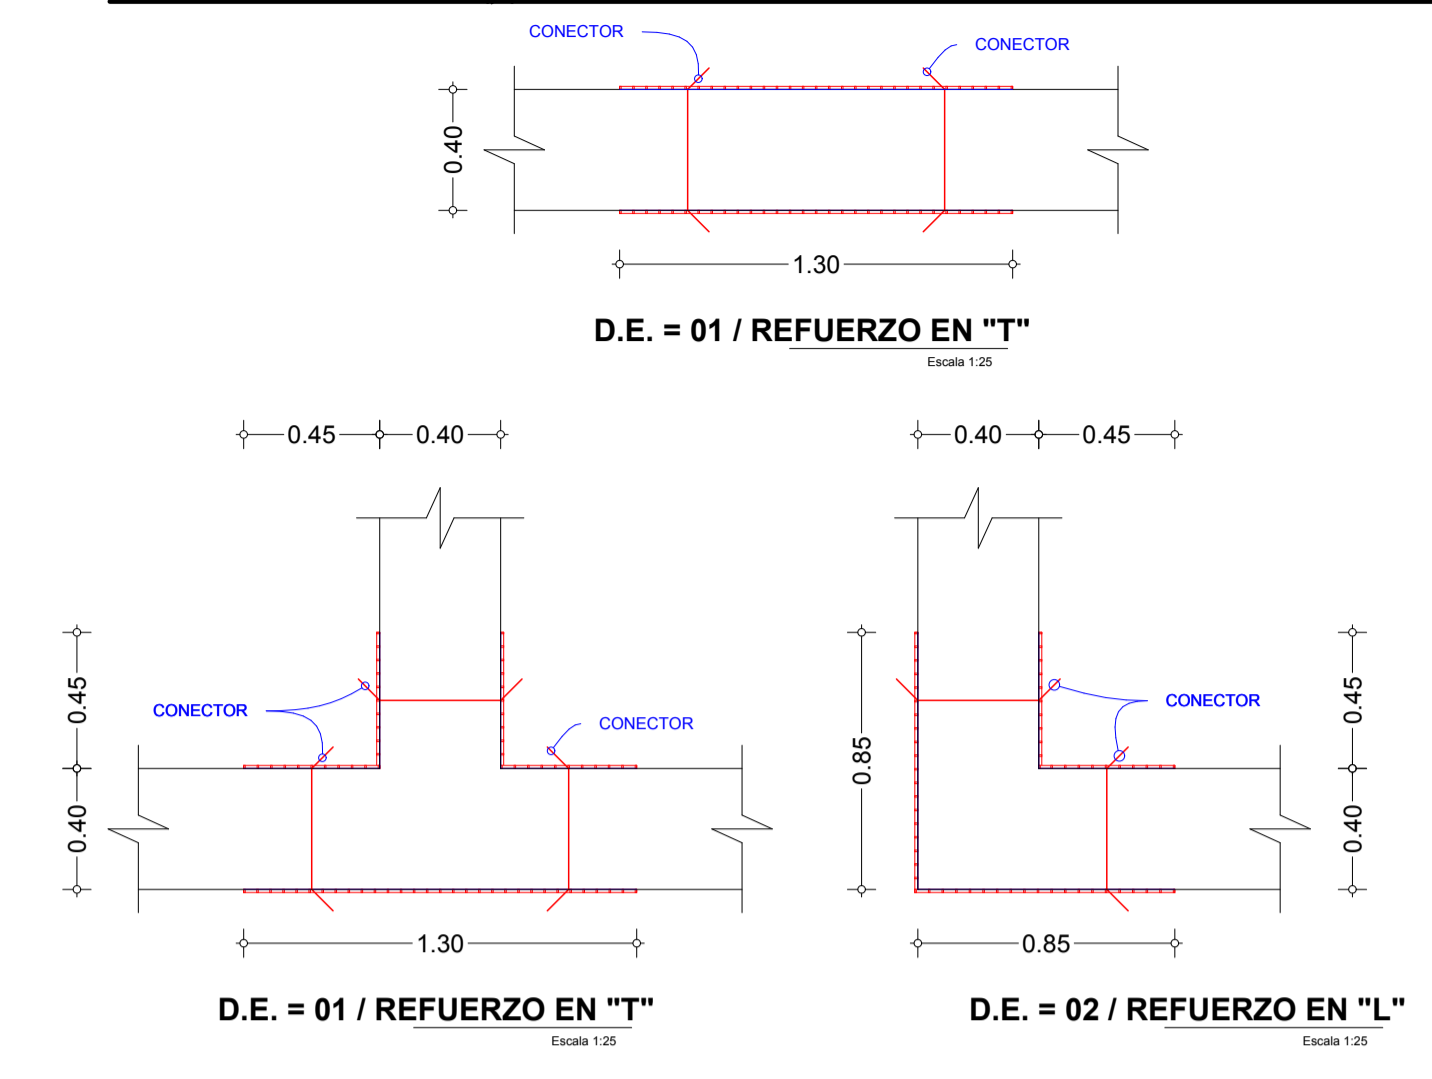 CONECTOR
CONECTOR
0.40
1.30
D.E. = 01 / REFUERZO EN "T"
Escala 1:25
0.45
0.40
0.40
0.45
0.45
CONECTOR
CONECTOR
0.40
1.30
D.E. = 01 / REFUERZO EN "T"
Escala 1:25
0.85
CONECTOR
0.45
0.40
0.85
D.E. = 02 / REFUERZO EN "L"
Escala 1:25